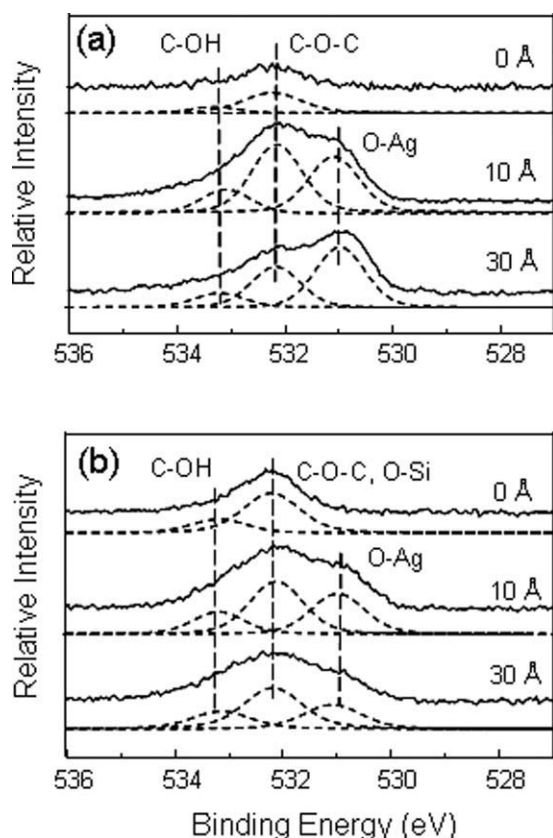 (a)
C-OH C-O-C
0 Å
O-Ag
10 Å
30 Å
Relative Intensity
536 534 532 530 528
(b)
C-OH C-O-C, O-Si
0 Å
O-Ag
10 Å
30 Å
Relative Intensity
536 534 532 530 528
Binding Energy (eV)